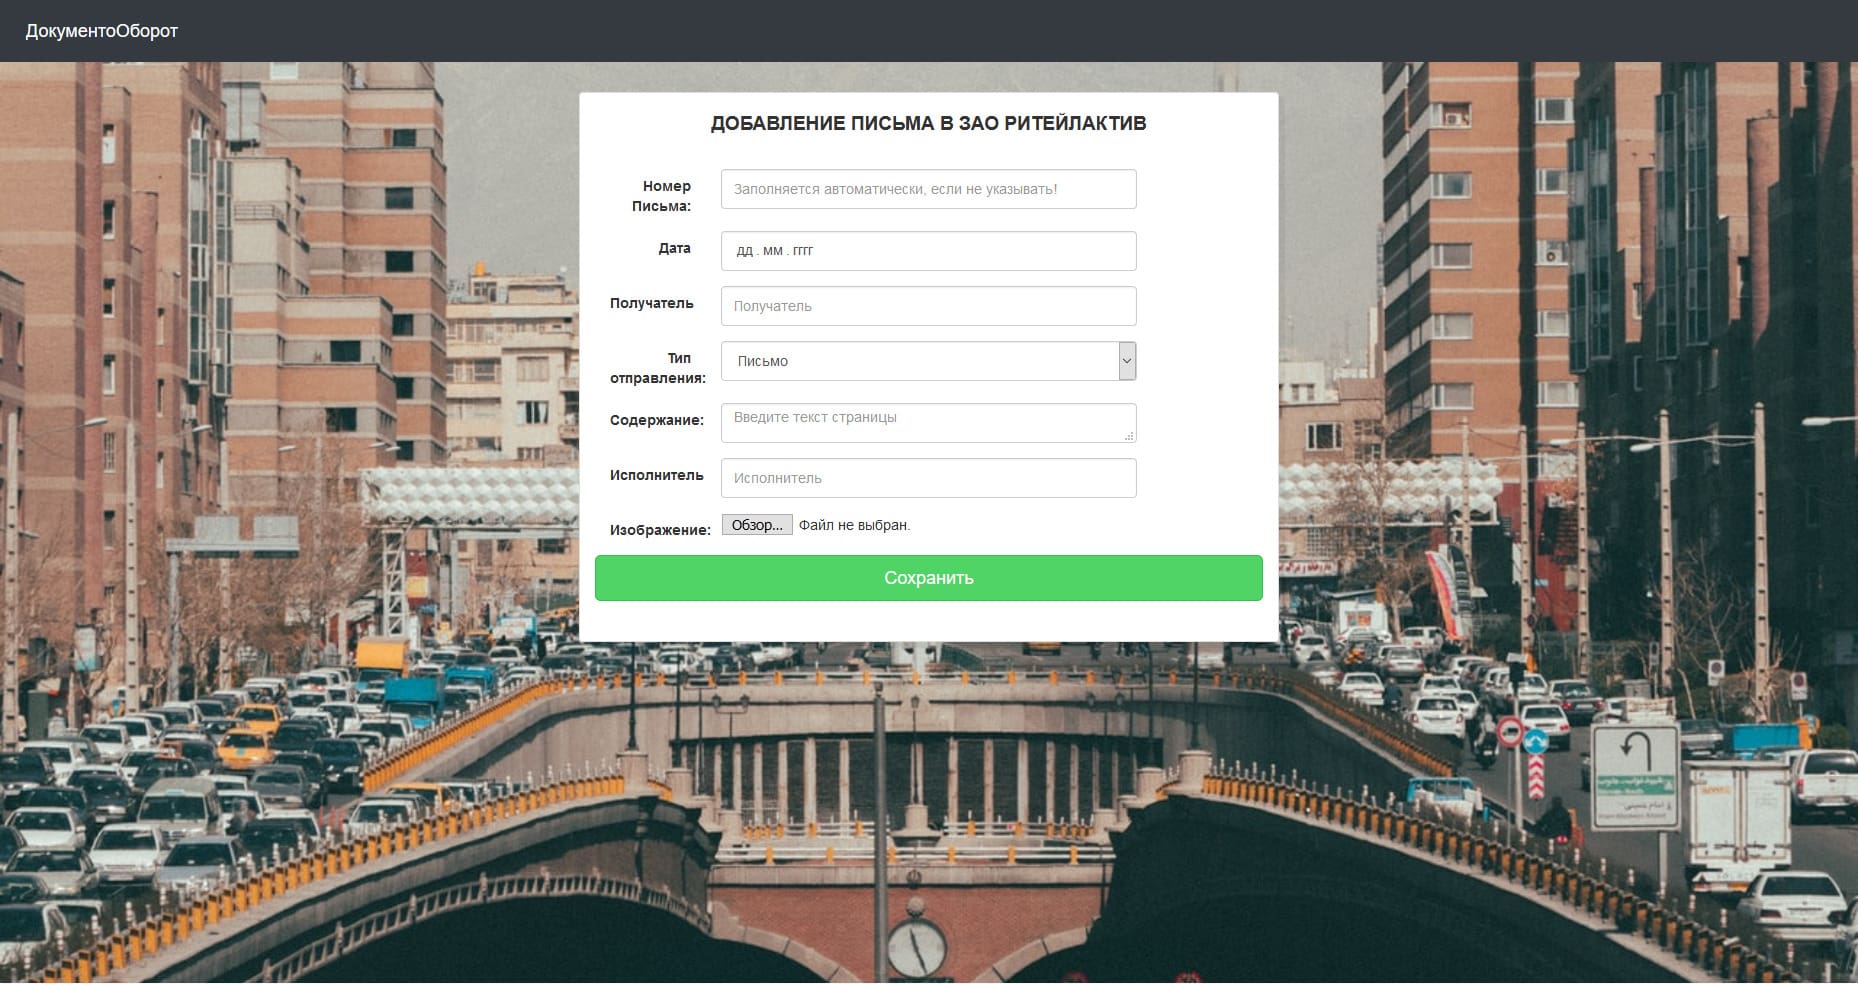 ДокументоОборот
ДОБАВЛЕНИЕ ПИСЬМА В ЗАО РИТЕЙЛАКТИВ
Номер Письма:
Заполняется автоматически, если не указывать!
Дата
дд . мм . гггг
Получатель
Получатель
Тип отправления:
Письмо
Содержание:
Введите текст страницы
Исполнитель
Исполнитель
Изображение:
Обзор... Файл не выбран.
Сохранить